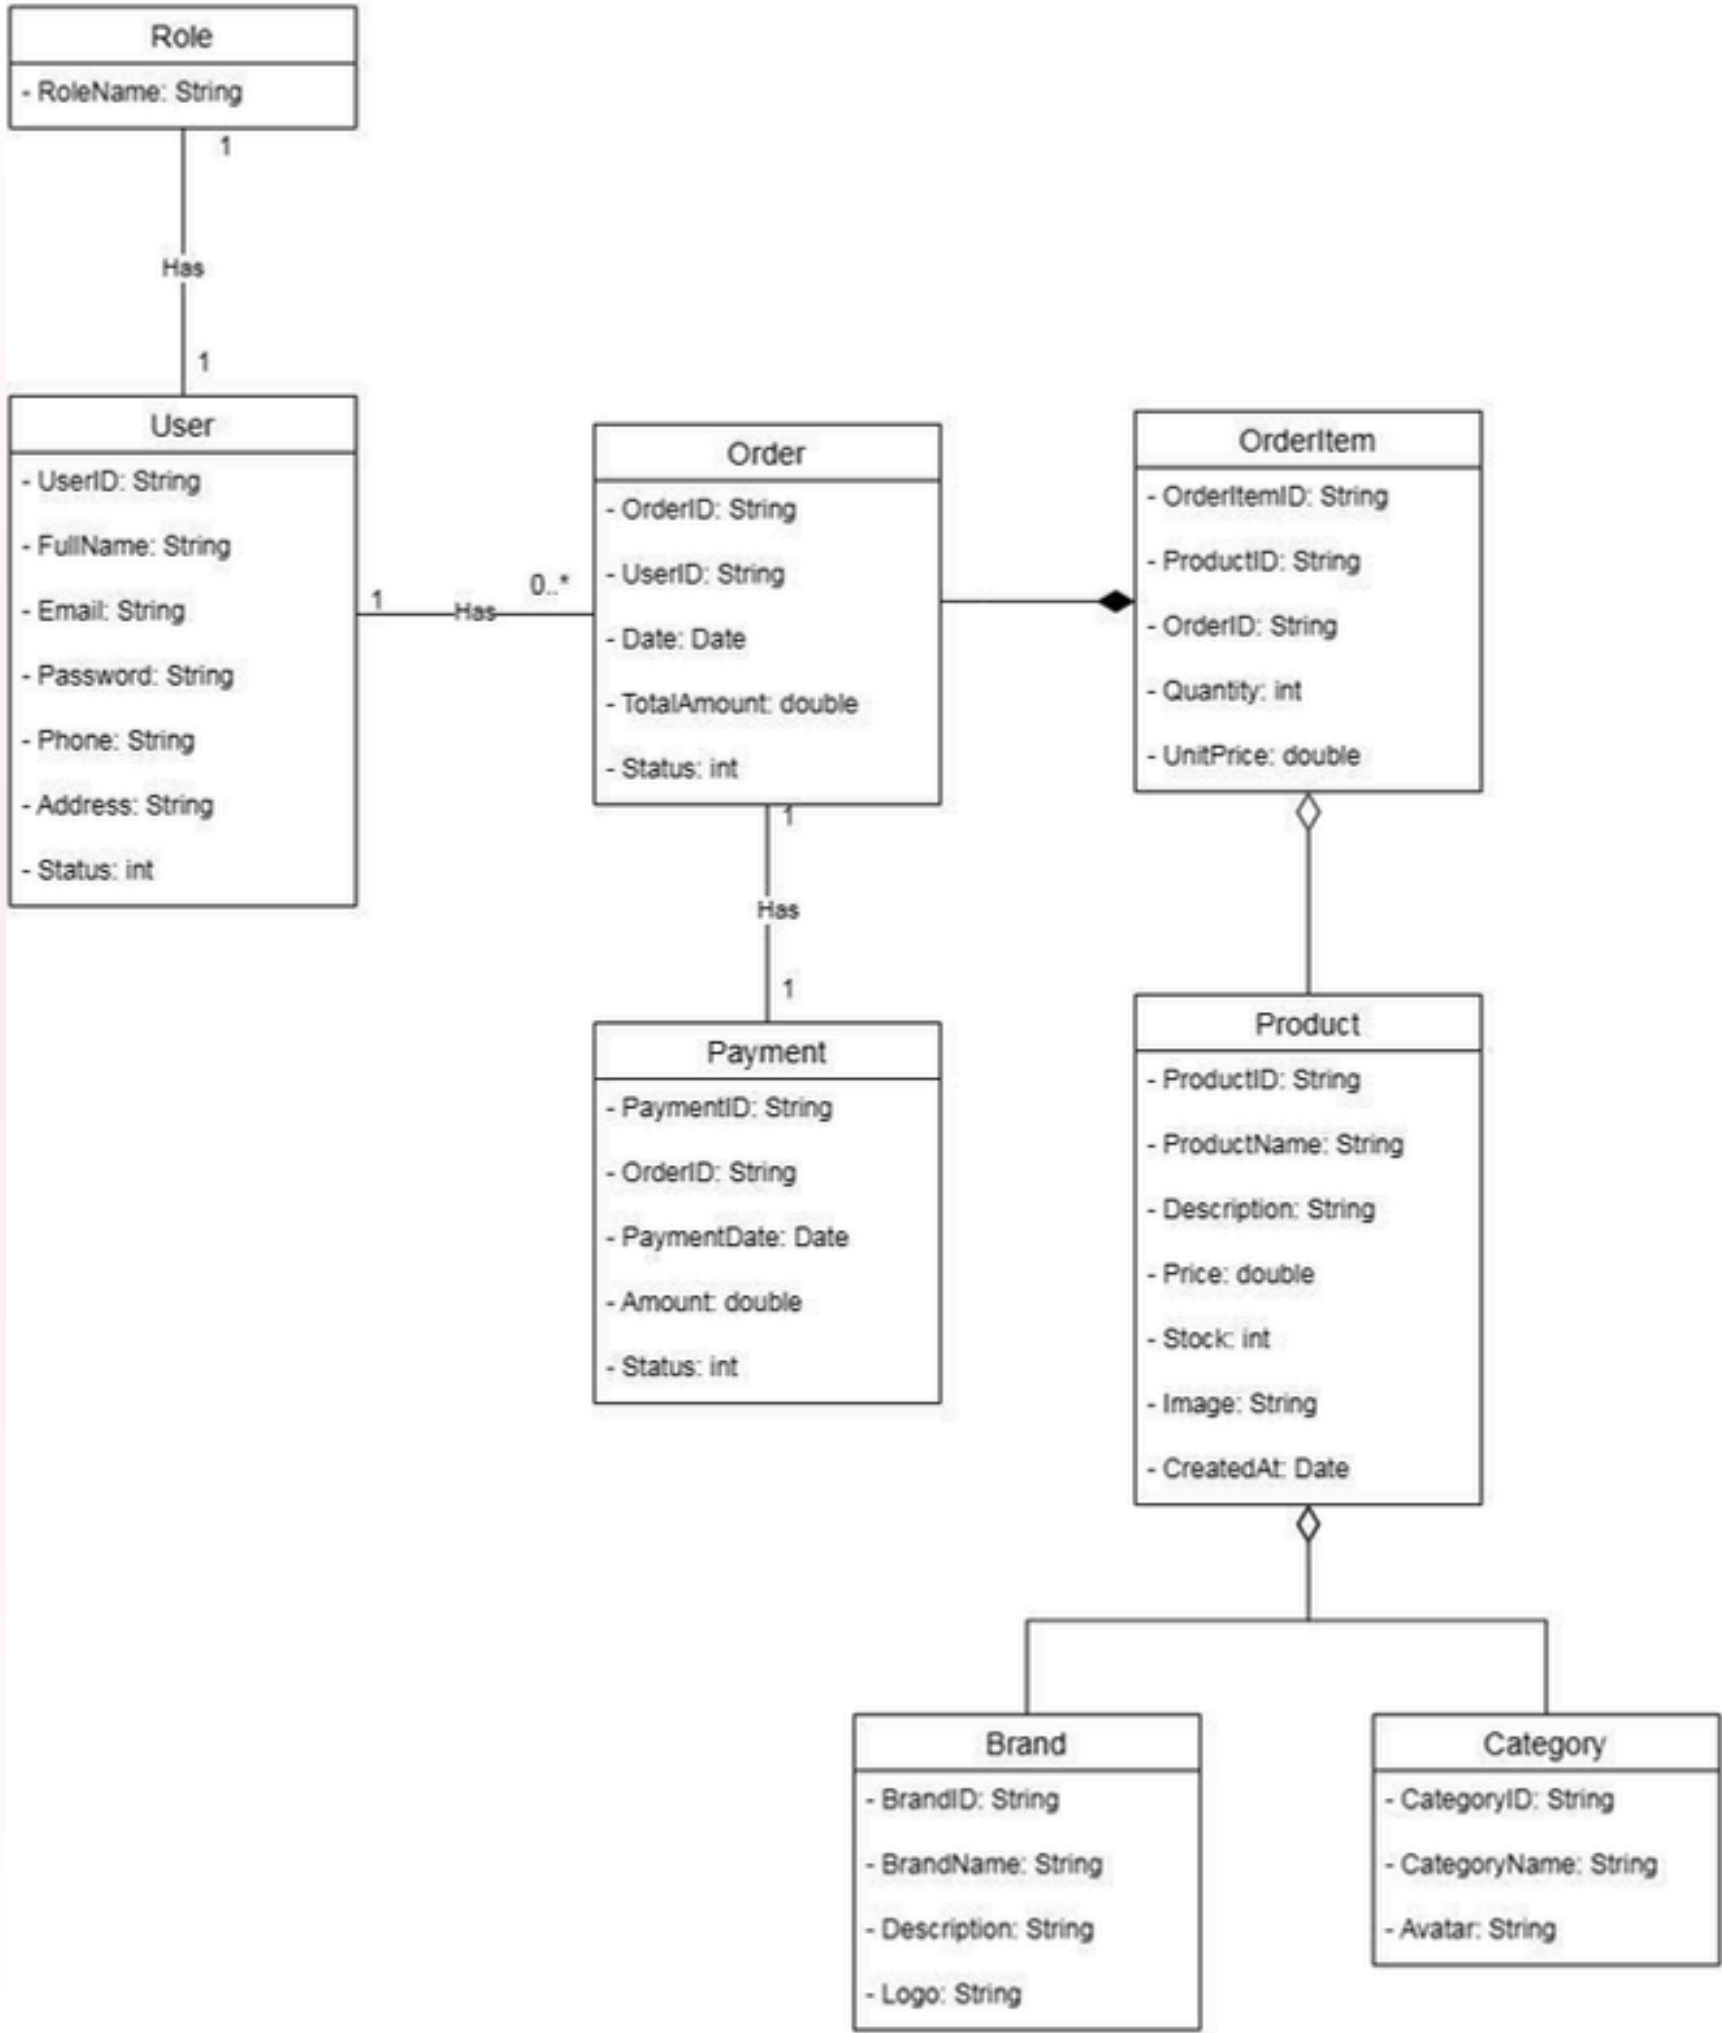 Role
- RoleName: String
1
Has
1
User
- UserID: String
- FullName: String
- Email: String
- Password: String
- Phone: String
- Address: String
- Status: int
1
Has
0..*
Order
- OrderID: String
- UserID: String
- Date: Date
- TotalAmount: double
- Status: int
1
Has
1
Payment
- PaymentID: String
- OrderID: String
- PaymentDate: Date
- Amount: double
- Status: int
OrderItem
- OrderItemID: String
- ProductID: String
- OrderID: String
- Quantity: int
- UnitPrice: double
Product
- ProductID: String
- ProductName: String
- Description: String
- Price: double
- Stock: int
- Image: String
- CreatedAt: Date
Brand
- BrandID: String
- BrandName: String
- Description: String
- Logo: String
Category
- CategoryID: String
- CategoryName: String
- Avatar: String